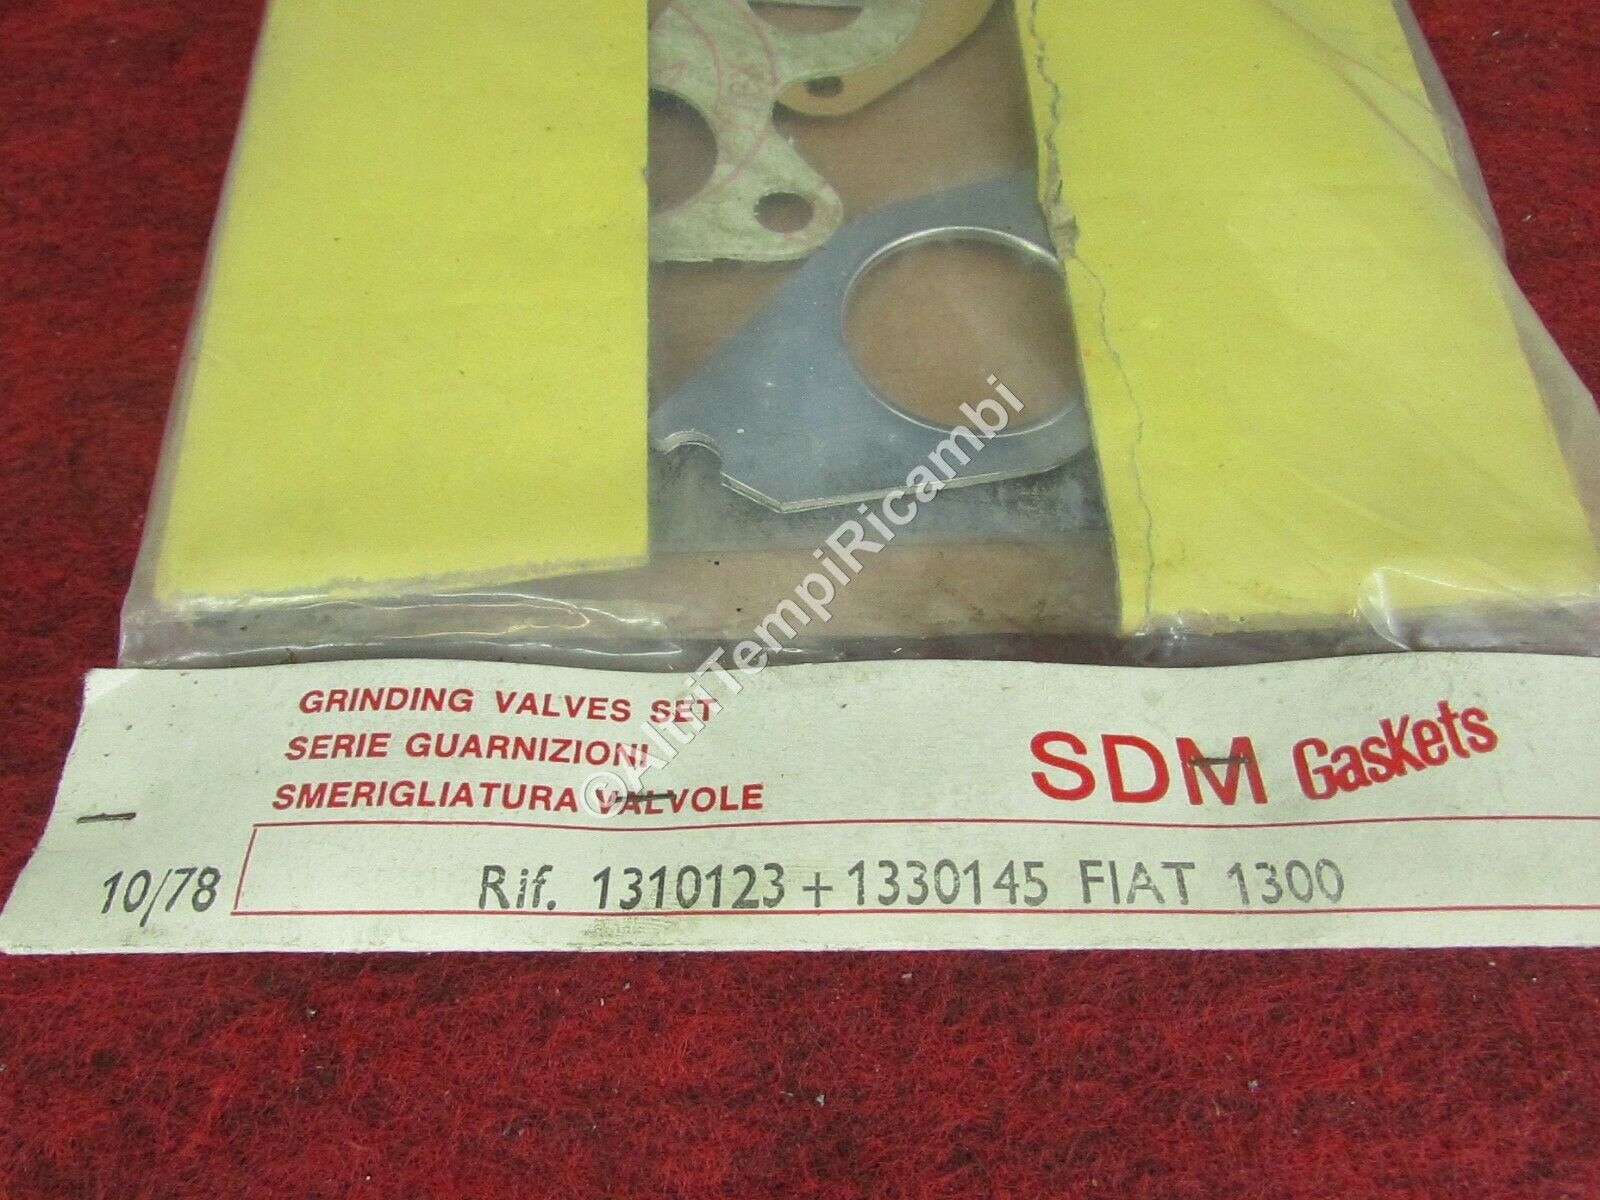 GRINDING VALVES SET
SERIE GUARNIZIONI
SMERIGLIATURA VALVOLE
SDM Gaskets
10/78
Rif. 1310123 + 1330145 FIAT 1300
©AltriTempiRicambi